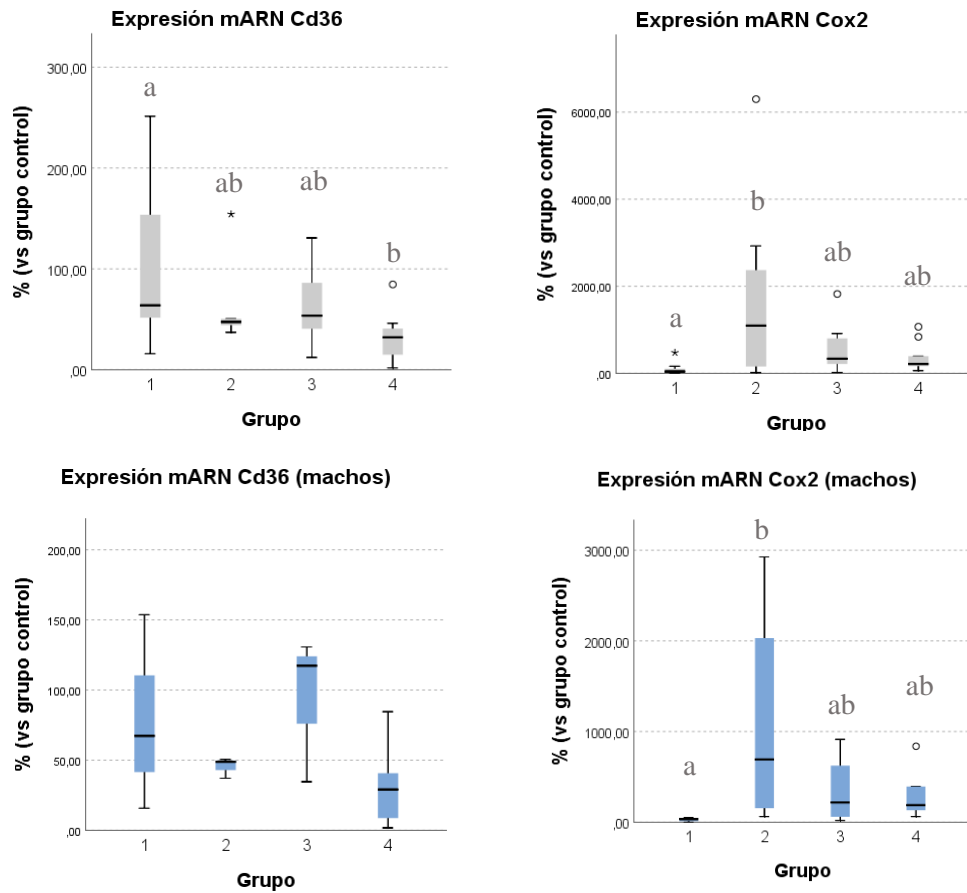 Expresión mARN Cd36
% (vs grupo control)
300,00
200,00
100,00
,00
a
ab
ab
b
*
1 2 3 4
Grupo
Expresión mARN Cox2
% (vs grupo control)
6000,00
4000,00
2000,00
,00
a
b
ab
ab
*
1 2 3 4
Grupo
Expresión mARN Cd36 (machos)
% (vs grupo control)
200,00
150,00
100,00
50,00
,00
1 2 3 4
Grupo
Expresión mARN Cox2 (machos)
% (vs grupo control)
3000,00
2000,00
1000,00
,00
a
b
ab
ab
1 2 3 4
Grupo